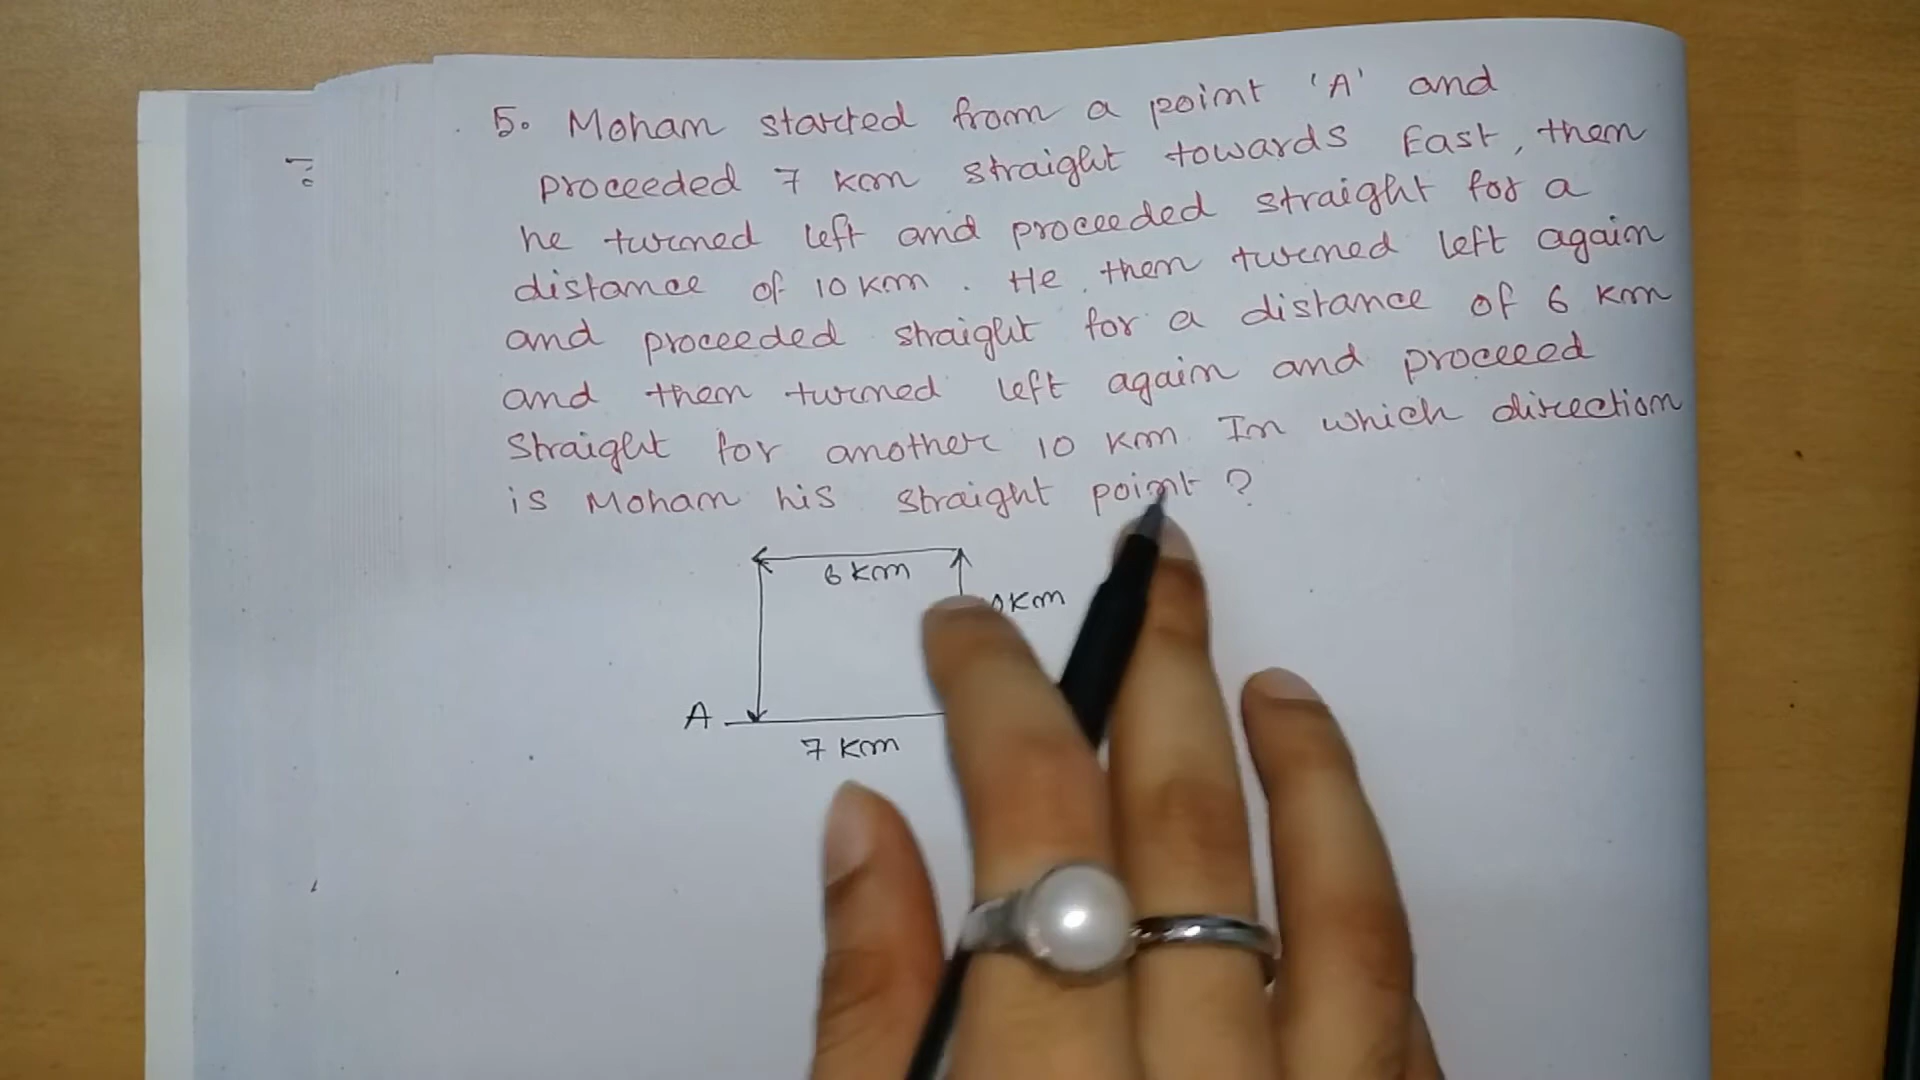 5. Mohan started from a point 'A' and
proceeded 7 km straight towards East, then
he turned left and proceeded straight for a
distance of 10 km. He then turned left again
and proceeded straight for a distance of 6 km
and then turned left again and proceeed
Straight for another 10 km. In which direction
is Mohan his straight point?
6 km
km
A
7 km